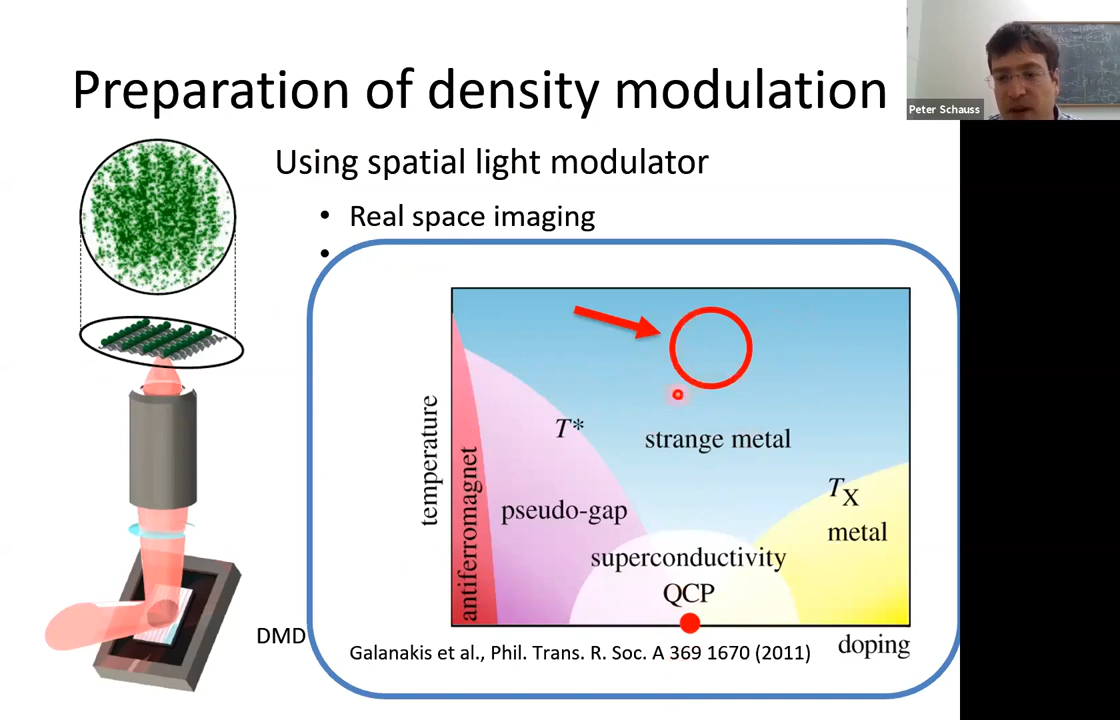 Preparation of density modulation
Peter Schauss
Using spatial light modulator
• Real space imaging
•
temperature
antiferromagnet
T*
pseudo-gap
strange metal
superconductivity
QCP
TX
metal
doping
DMD
Galanakis et al., Phil. Trans. R. Soc. A 369 1670 (2011)